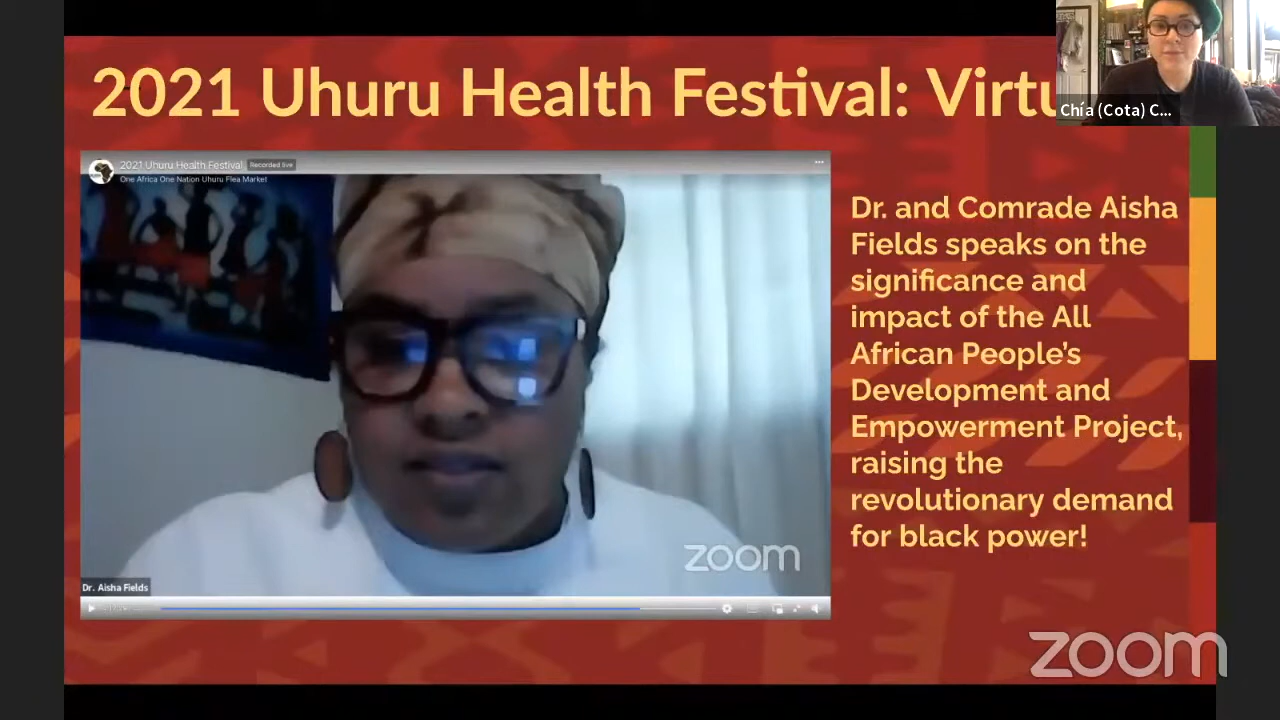 2021 Uhuru Health Festival: Virtu
Chía (Cota) C...
2021 Uhuru Health Festival Recorded live
One Africa One Nation Uhuru Flea Market
Dr. and Comrade Aisha
Fields speaks on the
significance and
impact of the All
African People's
Development and
Empowerment Project,
raising the
revolutionary demand
for black power!
zoom
Dr. Aisha Fields
zoom